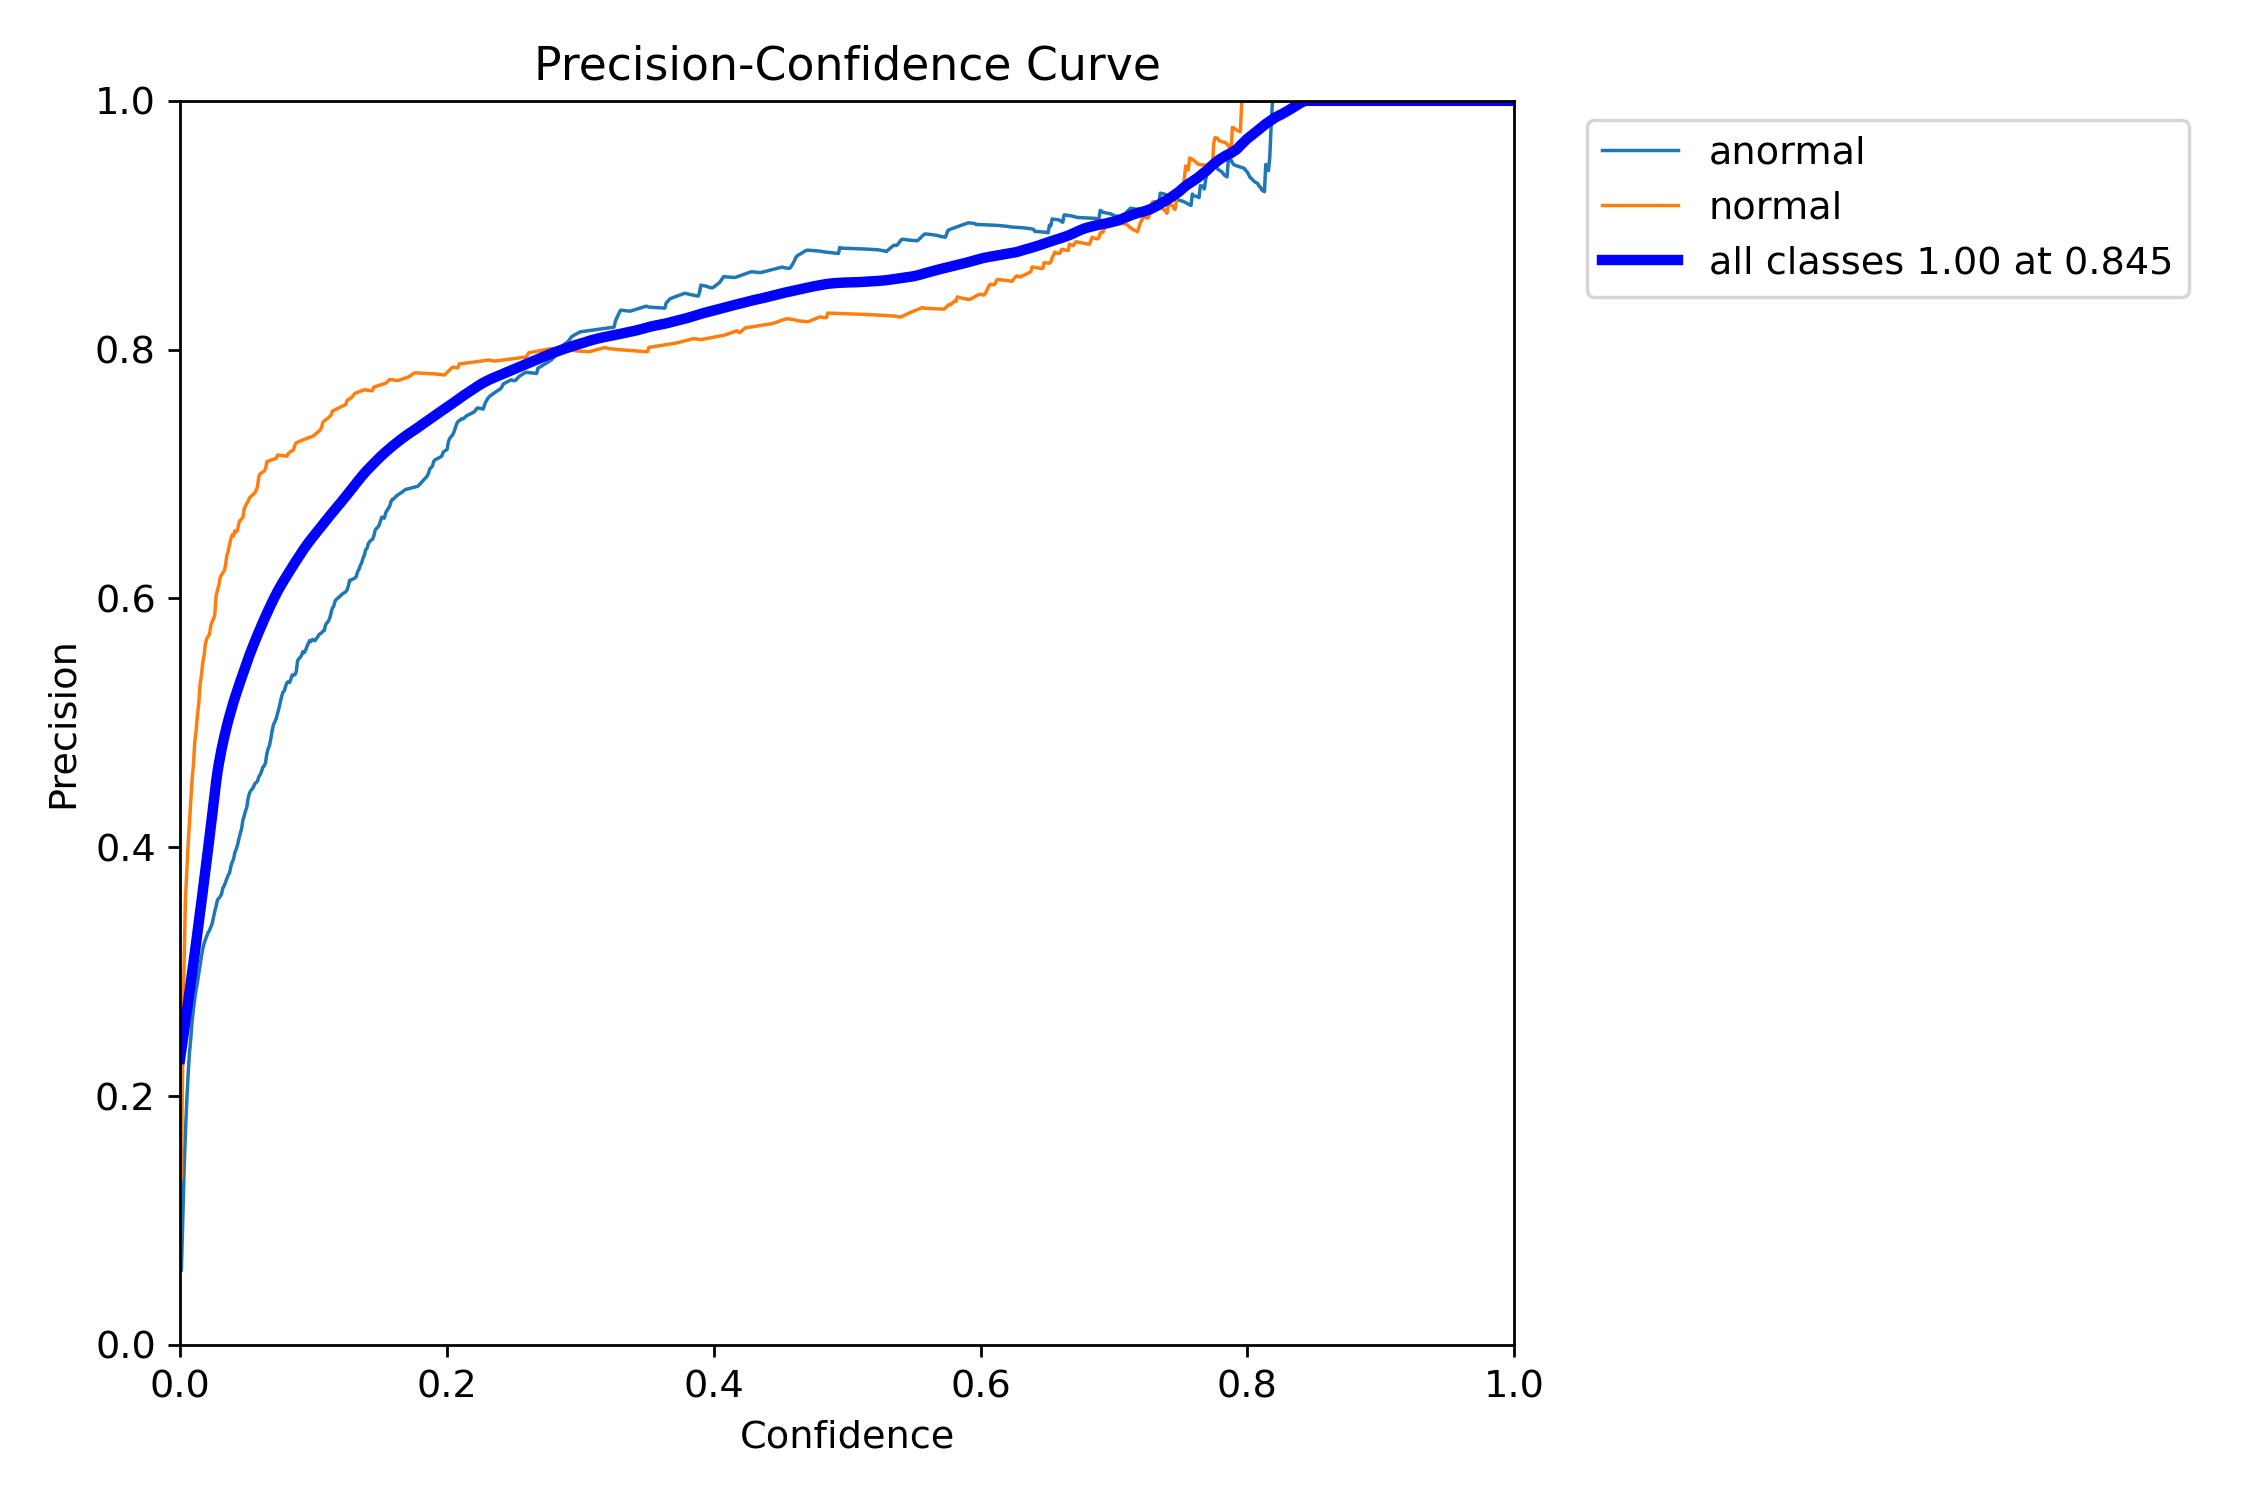 Precision-Confidence Curve
anormal
normal
all classes 1.00 at 0.845
Precision
1.0
0.8
0.6
0.4
0.2
0.0
0.0 0.2 0.4 0.6 0.8 1.0
Confidence